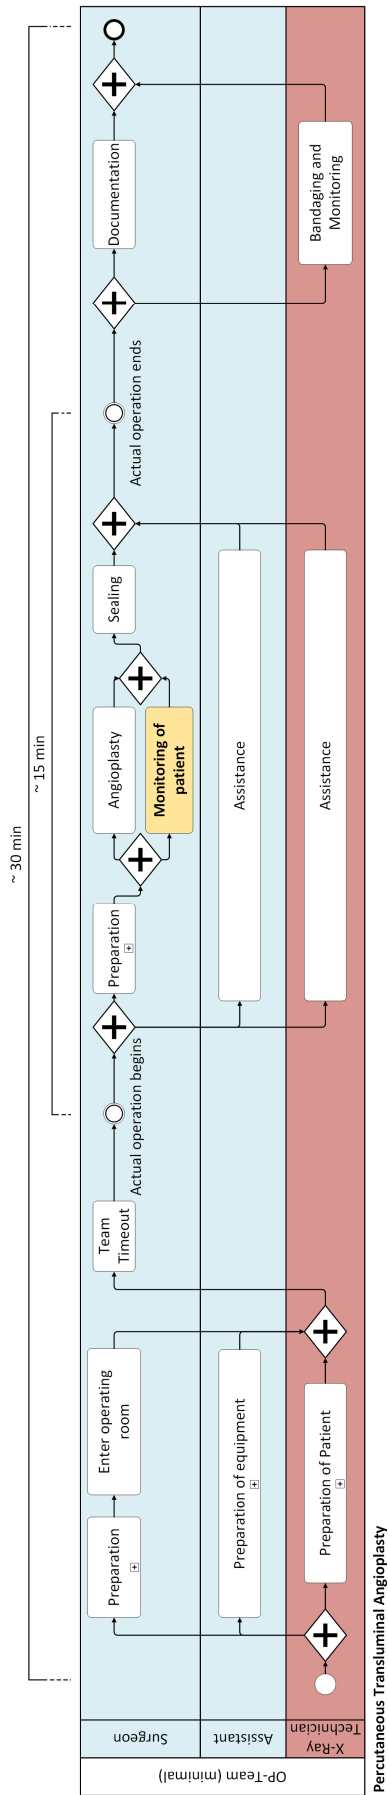 ~ 30 min
~ 15 min
Percutaneous Transluminal Angioplasty
OP-Team (minimal)
Surgeon
Preparation
Enter operating
room
Team
Timeout
Actual operation begins
Preparation
Angioplasty
Monitoring of
patient
Sealing
Actual operation ends
Documentation
Assistant
Preparation of equipment
Assistance
X-Ray
Technician
Preparation of Patient
Assistance
Bandaging and
Monitoring